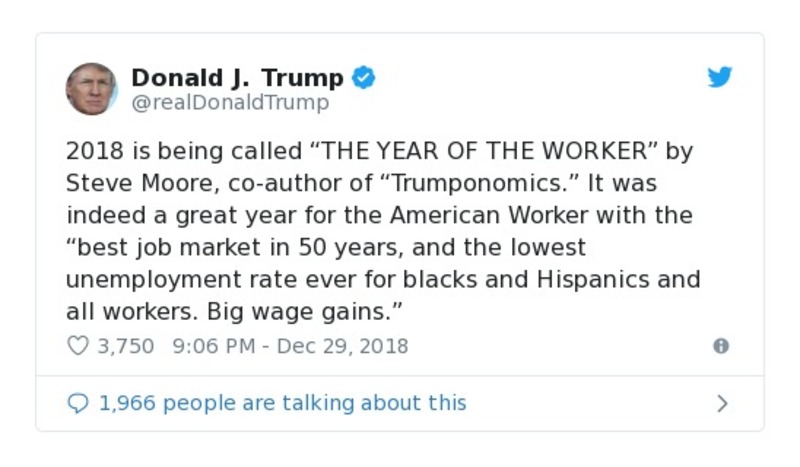 Donald J. Trump
@realDonaldTrump
2018 is being called “THE YEAR OF THE WORKER” by
Steve Moore, co-author of “Trumponomics.” It was
indeed a great year for the American Worker with the
“best job market in 50 years, and the lowest
unemployment rate ever for blacks and Hispanics and
all workers. Big wage gains.”
3,750 9:06 PM - Dec 29, 2018
1,966 people are talking about this